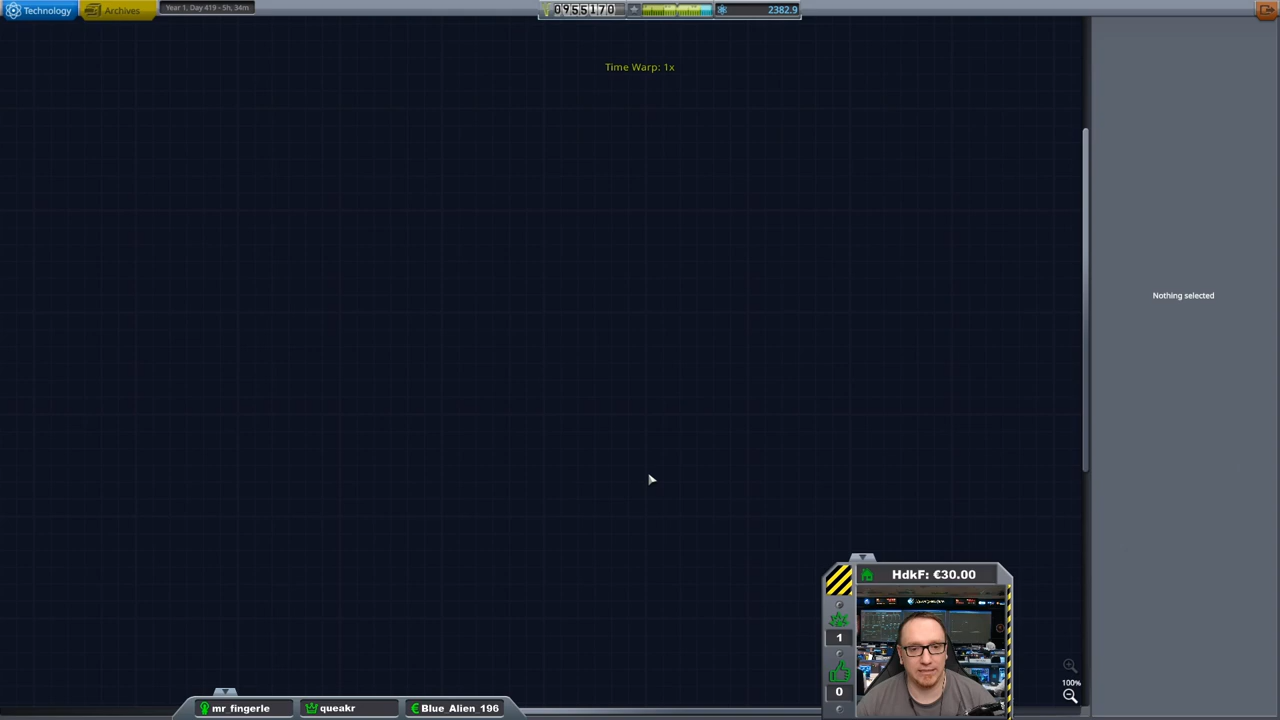 Technology
Archives
Year 1, Day 419 - 5h, 34m
0955170
2382.9
Time Warp: 1x
Nothing selected
HdkF: €30.00
1
0
100%
mr fingerle
queakr
Blue Alien 196